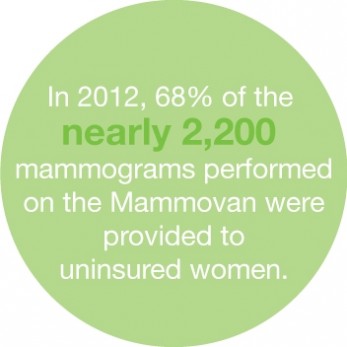 In 2012, 68% of the
nearly 2,200
mammograms performed
on the Mammovan were
provided to
uninsured women.